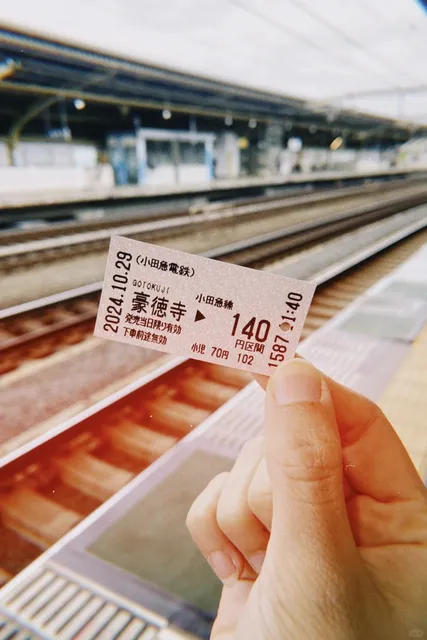 2024.10.29
(小田急電鉄)
GOTOKUJI
豪徳寺
小田急線
▶ 140
円区間
発売当日限り有効
下車前途無効
小児 70円 102
1587 11:40